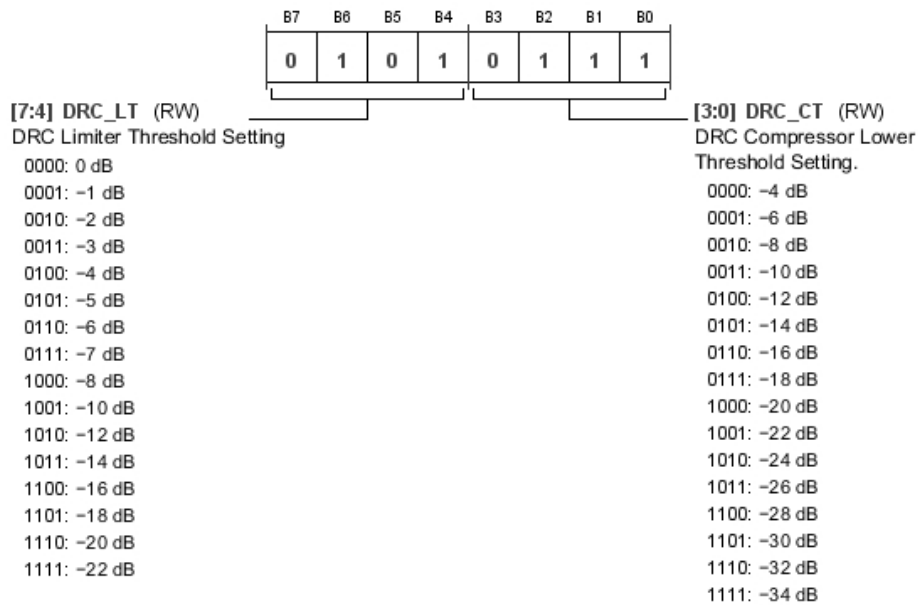 B7 B6 B5 B4 B3 B2 B1 B0
0 1 0 1 0 1 1 1
[7:4] DRC_LT (RW)
DRC Limiter Threshold Setting
0000: 0 dB
0001: −1 dB
0010: −2 dB
0011: −3 dB
0100: −4 dB
0101: −5 dB
0110: −6 dB
0111: −7 dB
1000: −8 dB
1001: −10 dB
1010: −12 dB
1011: −14 dB
1100: −16 dB
1101: −18 dB
1110: −20 dB
1111: −22 dB
[3:0] DRC_CT (RW)
DRC Compressor Lower
Threshold Setting.
0000: −4 dB
0001: −6 dB
0010: −8 dB
0011: −10 dB
0100: −12 dB
0101: −14 dB
0110: −16 dB
0111: −18 dB
1000: −20 dB
1001: −22 dB
1010: −24 dB
1011: −26 dB
1100: −28 dB
1101: −30 dB
1110: −32 dB
1111: −34 dB